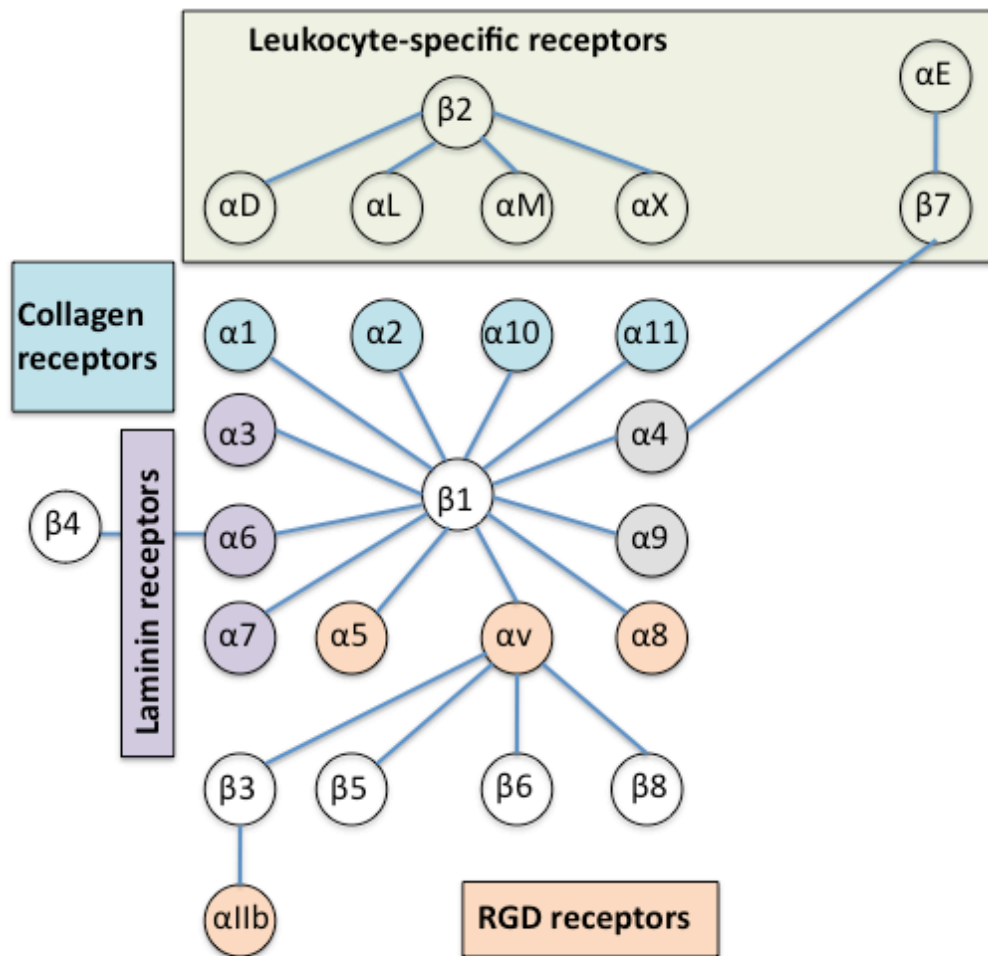 Leukocyte-specific receptors
αE
β2
αD
αL
αM
αX
β7
Collagen
receptors
α1
α2
α10
α11
α3
α4
β1
β4
Laminin receptors
α6
α9
α7
α5
αv
α8
β3
β5
β6
β8
αIIb
RGD receptors